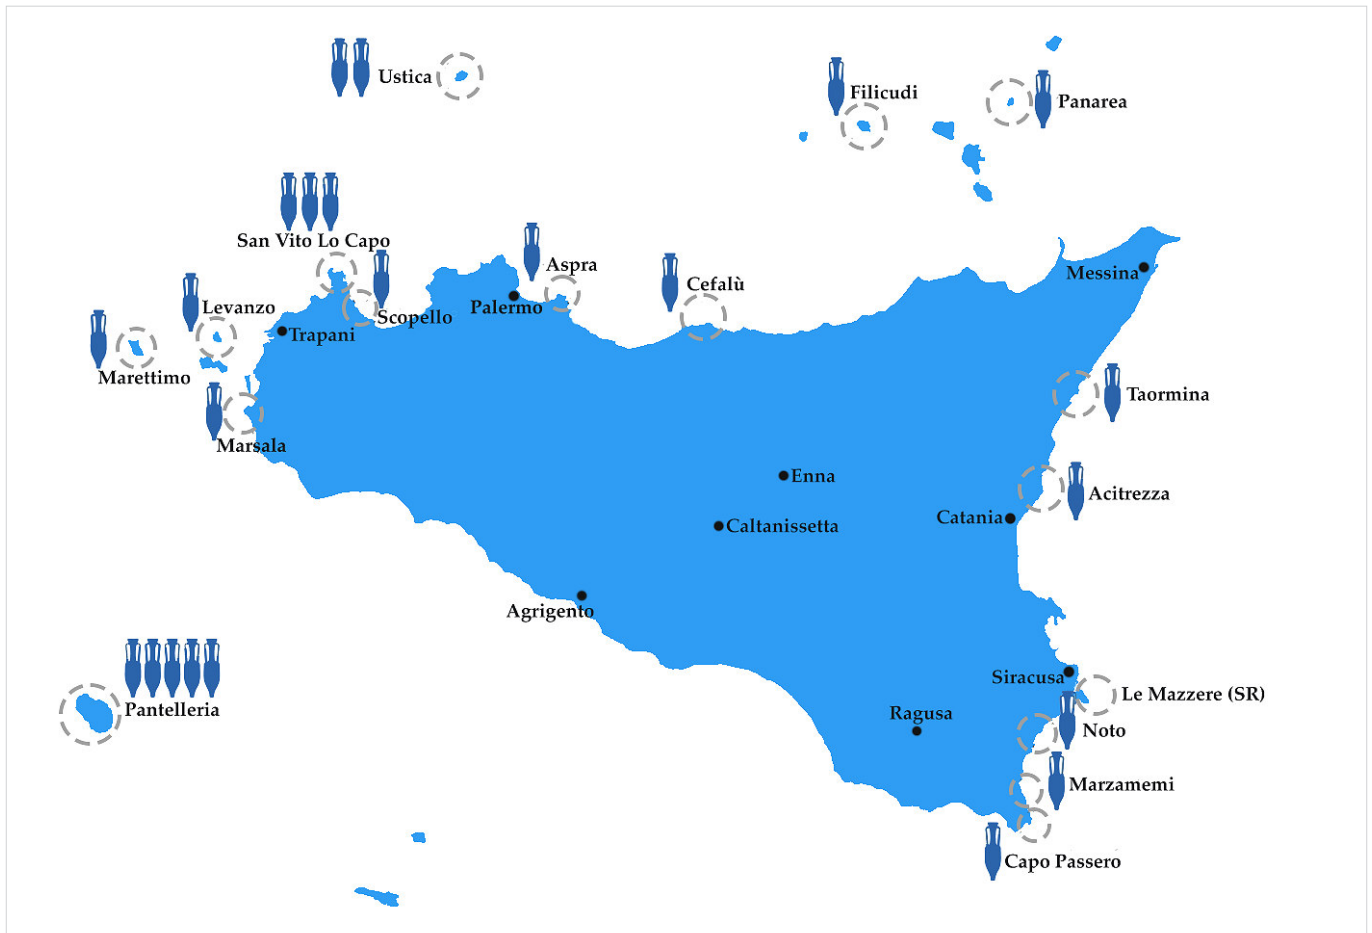 Ustica
Filicudi
Panarea
San Vito Lo Capo
Aspra
Cefalù
Messina
Levanzo
Scopello
Palermo
Trapani
Marettimo
Taormina
Marsala
Enna
Acitrezza
Catania
Caltanissetta
Agrigento
Siracusa
Le Mazzere (SR)
Pantelleria
Ragusa
Noto
Marzamemi
Capo Passero